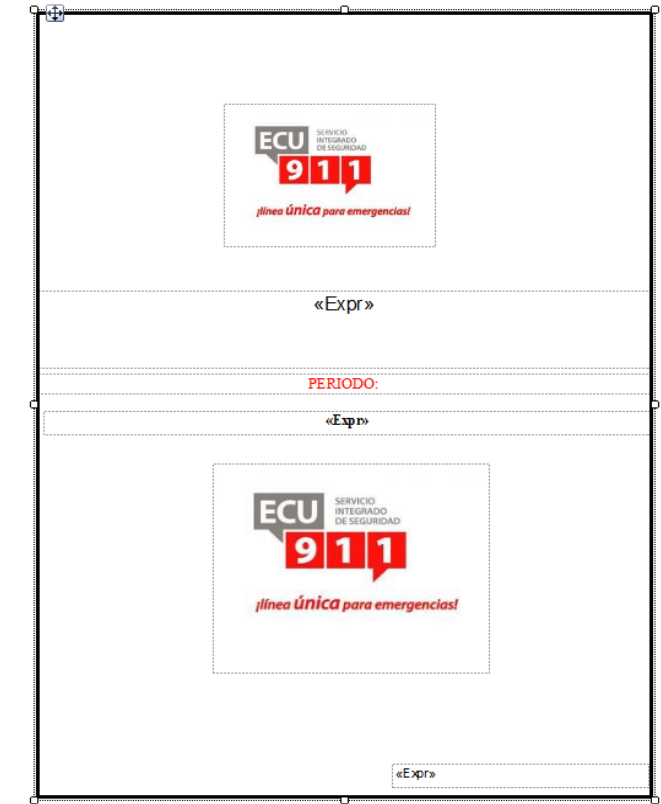 ECU
SERVICIO
INTEGRADO
DE SEGURIDAD
911
¡línea única para emergencias!
«Expr»
PERIODO:
«Expr»
ECU
SERVICIO
INTEGRADO
DE SEGURIDAD
911
¡línea única para emergencias!
«Expr»